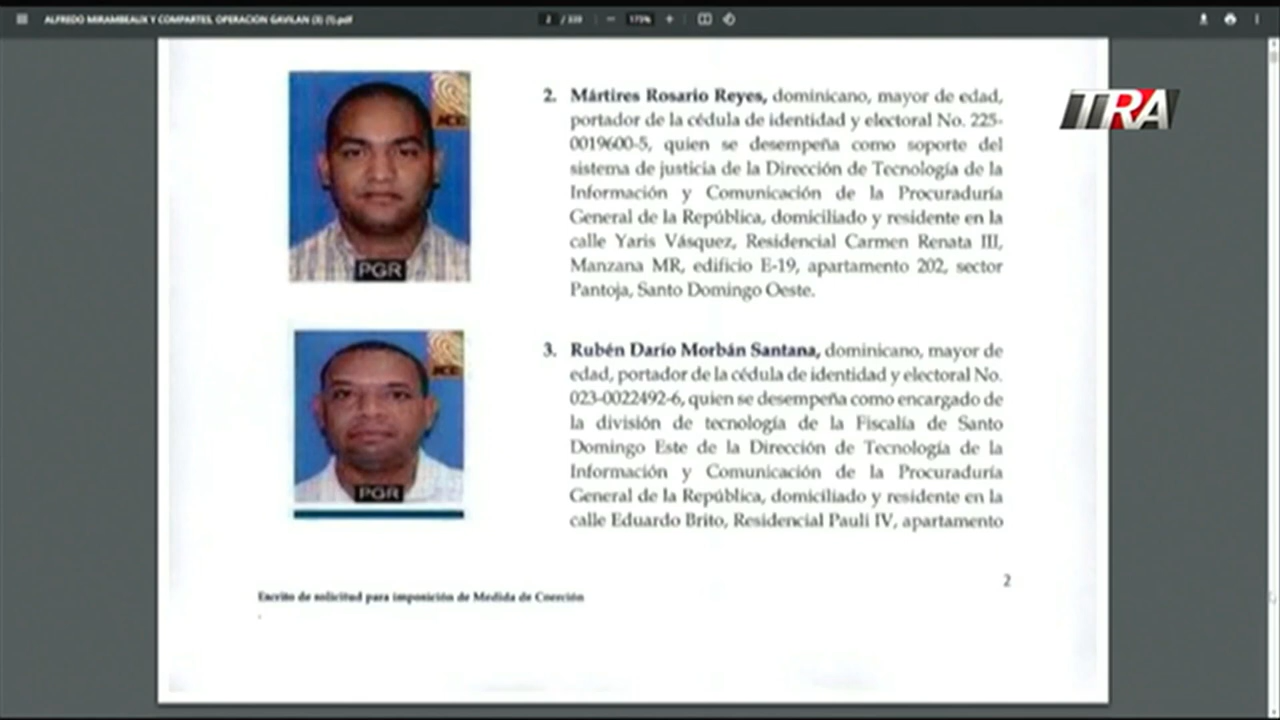 ALFREDO MIRAMBEAUX Y COMPARTES, OPERACION GAVILAN (3) (1).pdf
2 / 339
175%
TRA
JCE
PGR
2. Mártires Rosario Reyes, dominicano, mayor de edad,
portador de la cédula de identidad y electoral No. 225-
0019600-5, quien se desempeña como soporte del
sistema de justicia de la Dirección de Tecnología de la
Información y Comunicación de la Procuraduría
General de la República, domiciliado y residente en la
calle Yaris Vásquez, Residencial Carmen Renata III,
Manzana MR, edificio E-19, apartamento 202, sector
Pantoja, Santo Domingo Oeste.
JCE
PGR
3. Rubén Darío Morbán Santana, dominicano, mayor de
edad, portador de la cédula de identidad y electoral No.
023-0022492-6, quien se desempeña como encargado de
la división de tecnología de la Fiscalía de Santo
Domingo Este de la Dirección de Tecnología de la
Información y Comunicación de la Procuraduría
General de la República, domiciliado y residente en la
calle Eduardo Brito, Residencial Pauli IV, apartamento
2
Escrito de solicitud para imposición de Medida de Coerción